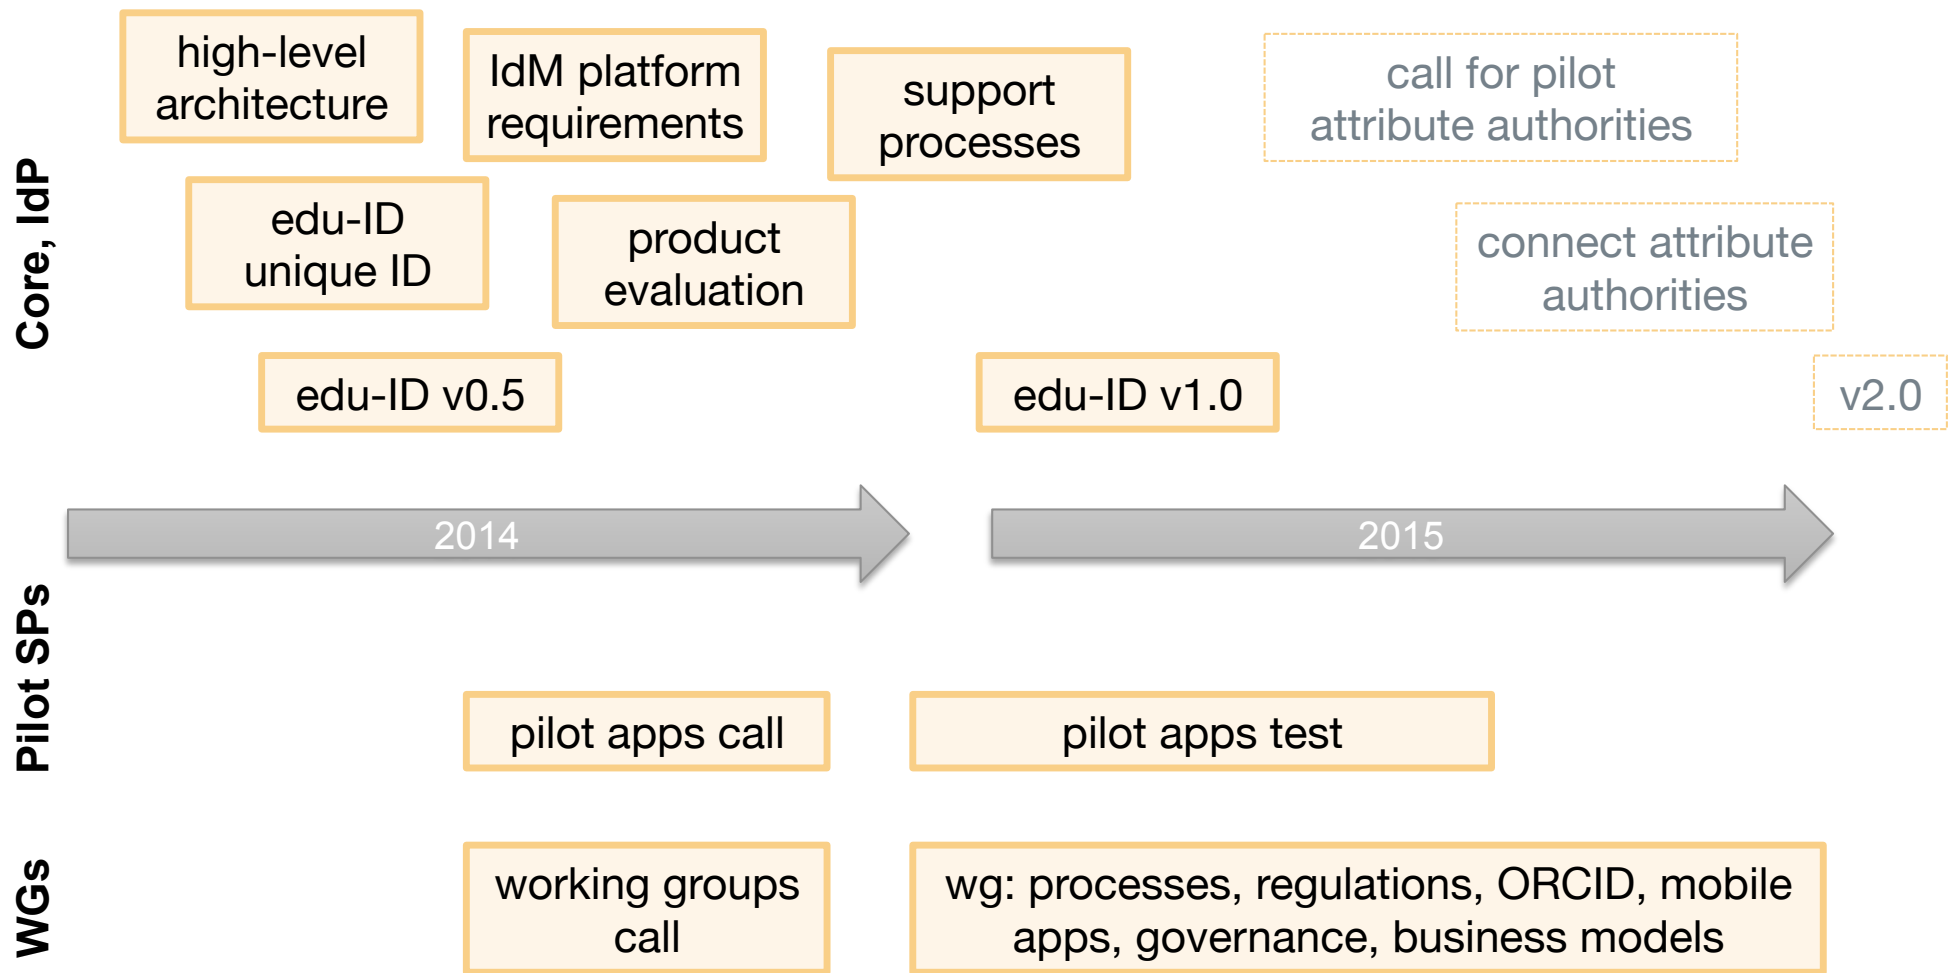 Core, IdP
high-level
architecture
IdM platform
requirements
support
processes
call for pilot
attribute authorities
edu-ID
unique ID
product
evaluation
connect attribute
authorities
edu-ID v0.5
edu-ID v1.0
v2.0
2014
2015
Pilot SPs
pilot apps call
pilot apps test
WGs
working groups
call
wg: processes, regulations, ORCID, mobile
apps, governance, business models